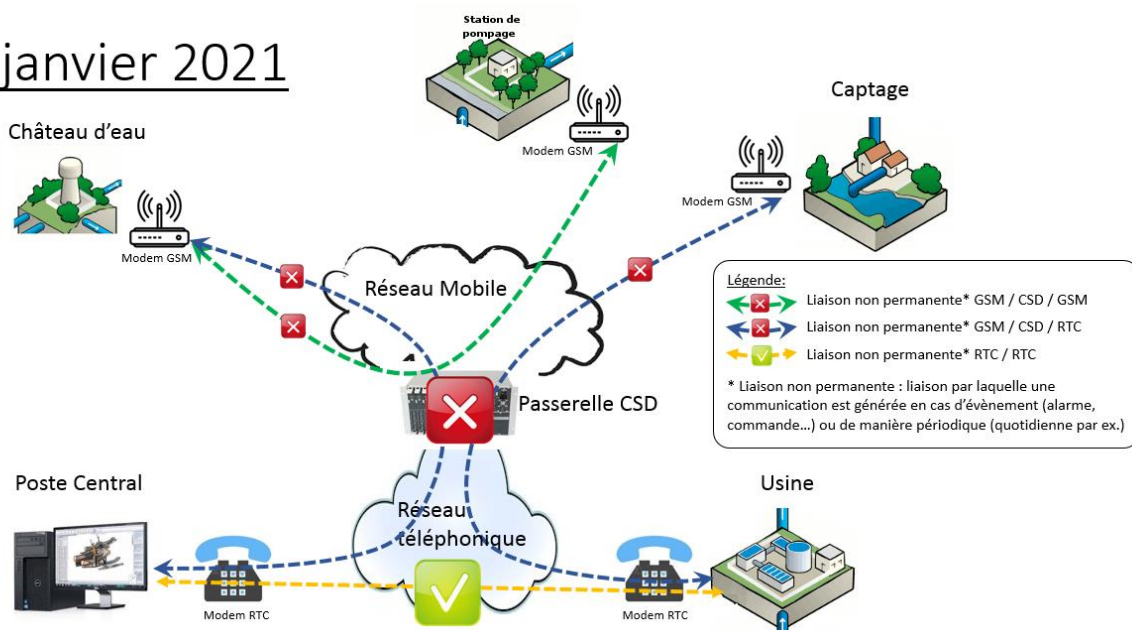 janvier 2021
Station de
pompage
Modem GSM
Captage
Modem GSM
Château d'eau
Modem GSM
Réseau Mobile
Légende:
Liaison non permanente* GSM / CSD / GSM
Liaison non permanente* GSM / CSD / RTC
Liaison non permanente* RTC / RTC
* Liaison non permanente : liaison par laquelle une
communication est générée en cas d'évènement (alarme,
commande...) ou de manière périodique (quotidienne par ex.)
Passerelle CSD
Poste Central
Réseau
téléphonique
Usine
Modem RTC
Modem RTC